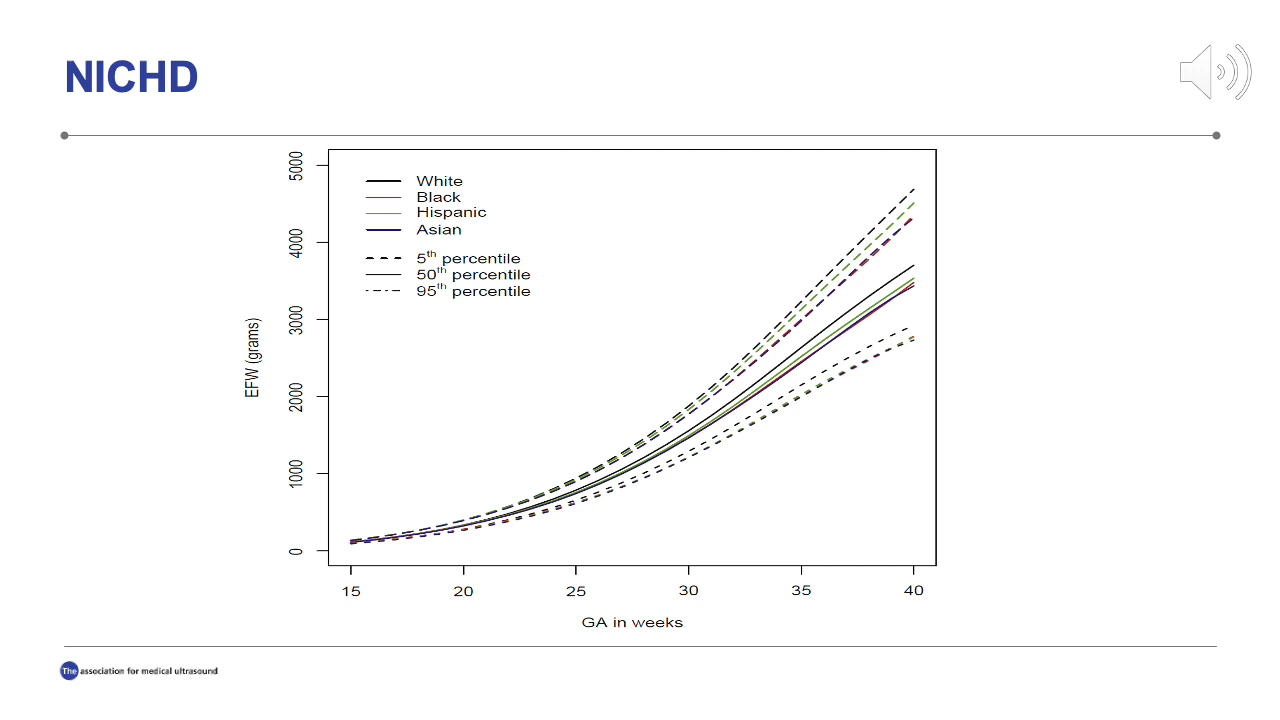 NICHD
5000
4000
3000
2000
1000
0
EFW (grams)
White
Black
Hispanic
Asian
5th percentile
50th percentile
95th percentile
15 20 25 30 35 40
GA in weeks
The association for medical ultrasound